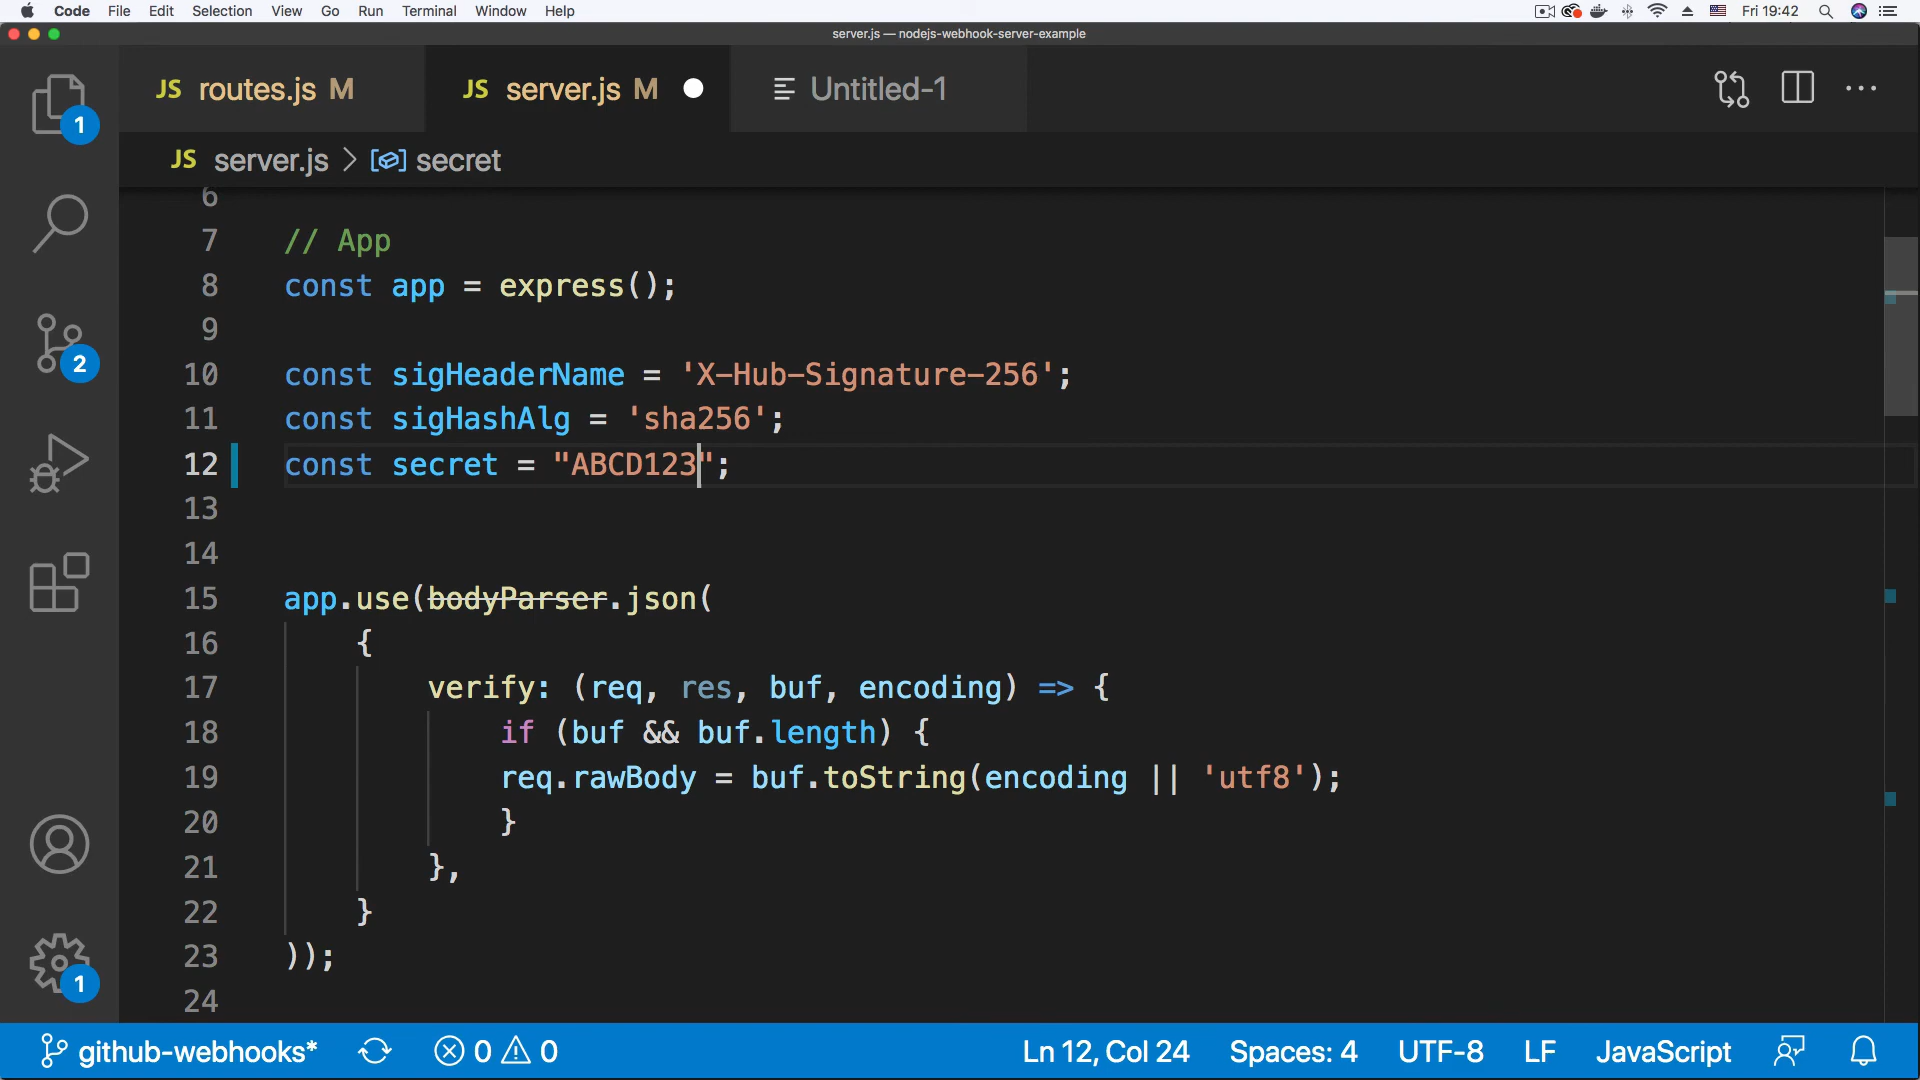 Code File Edit Selection View Go Run Terminal Window Help Fri 19:42
server.js — nodejs-webhook-server-example
JS routes.js M JS server.js M Untitled-1
JS server.js > secret
1
2
1
6
7 // App
8 const app = express();
9
10 const sigHeaderName = 'X-Hub-Signature-256';
11 const sigHashAlg = 'sha256';
12 const secret = "ABCD123";
13
14
15 app.use(bodyParser.json(
16 {
17 verify: (req, res, buf, encoding) => {
18 if (buf && buf.length) {
19 req.rawBody = buf.toString(encoding || 'utf8');
20 }
21 },
22 }
23 ));
24
github-webhooks* 0 0 Ln 12, Col 24 Spaces: 4 UTF-8 LF JavaScript